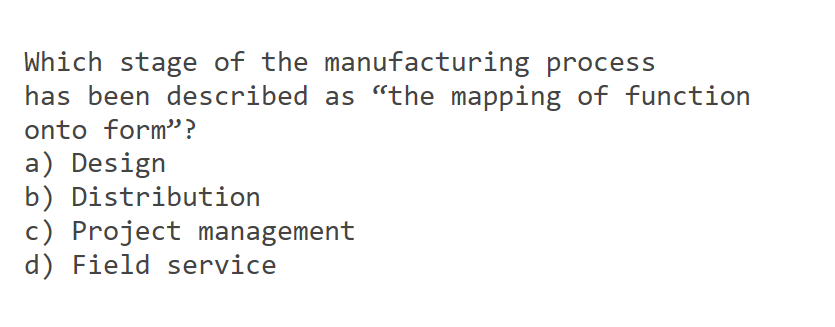 Which stage of the manufacturing process
has been described as “the mapping of function
onto form”?
a) Design
b) Distribution
c) Project management
d) Field service